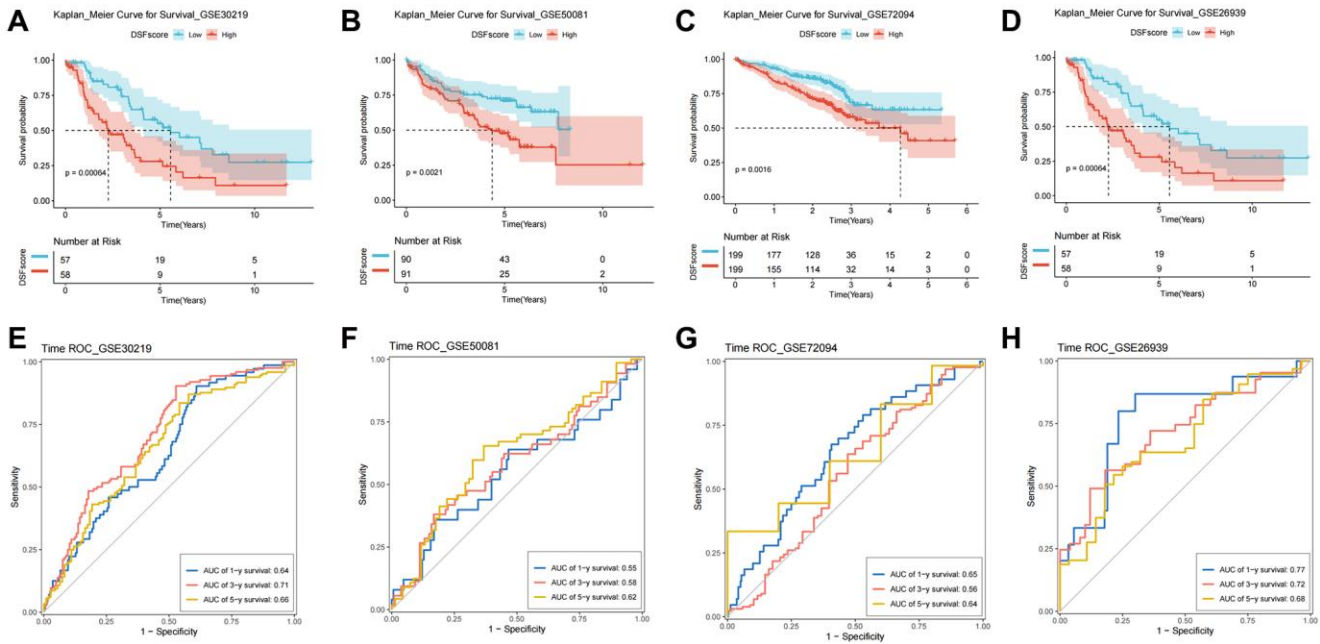 A
Kaplan_Meier Curve for Survival_GSE30219
DSFscore Low High
Survival probability
1.00
0.75
0.50
0.25
0.00
p = 0.00064
0 5 10
Time(Years)
Number at Risk
DSFscore
57 19 5
58 9 1
0 5 10
Time(Years)
B
Kaplan_Meier Curve for Survival_GSE50081
DSFscore Low High
Survival probability
1.00
0.75
0.50
0.25
0.00
p = 0.0021
0 5 10
Time(Years)
Number at Risk
DSFscore
90 43 0
91 25 2
0 5 10
Time(Years)
C
Kaplan_Meier Curve for Survival_GSE72094
DSFscore Low High
Survival probability
1.00
0.75
0.50
0.25
0.00
p = 0.0016
0 1 2 3 4 5 6
Time(Years)
Number at Risk
DSFscore
199 177 128 36 15 2 0
199 155 114 32 14 3 0
0 1 2 3 4 5 6
Time(Years)
D
Kaplan_Meier Curve for Survival_GSE26939
DSFscore Low High
Survival probability
1.00
0.75
0.50
0.25
0.00
p = 0.00064
0 5 10
Time(Years)
Number at Risk
DSFscore
57 19 5
58 9 1
0 5 10
Time(Years)
E
Time ROC_GSE30219
Sensitivity
1.00
0.75
0.50
0.25
0.00
AUC of 1-y survival: 0.64
AUC of 3-y survival: 0.71
AUC of 5-y survival: 0.66
0.00 0.25 0.50 0.75 1.00
1 - Specificity
F
Time ROC_GSE50081
Sensitivity
1.00
0.75
0.50
0.25
0.00
AUC of 1-y survival: 0.55
AUC of 3-y survival: 0.58
AUC of 5-y survival: 0.62
0.00 0.25 0.50 0.75 1.00
1 - Specificity
G
Time ROC_GSE72094
Sensitivity
1.00
0.75
0.50
0.25
0.00
AUC of 1-y survival: 0.65
AUC of 3-y survival: 0.56
AUC of 5-y survival: 0.64
0.00 0.25 0.50 0.75 1.00
1 - Specificity
H
Time ROC_GSE26939
Sensitivity
1.00
0.75
0.50
0.25
0.00
AUC of 1-y survival: 0.77
AUC of 3-y survival: 0.72
AUC of 5-y survival: 0.68
0.00 0.25 0.50 0.75 1.00
1 - Specificity